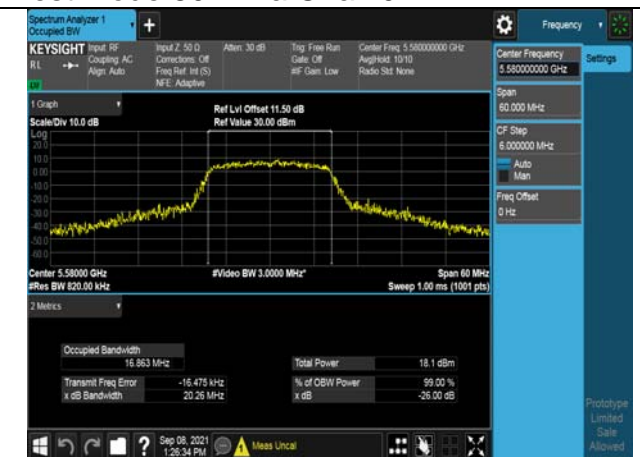 Spectrum Analyzer 1
Occupied BW
+
Frequency
KEYSIGHT
RL
Input: RF
Coupling: AC
Align: Auto
Input Z: 50 Ω
Corrections: Off
Freq Ref: Int (S)
NFE: Adaptive
Atten: 30 dB
Trig: Free Run
Gate: Off
#IF Gain: Low
Center Freq: 5.580000000 GHz
Avg|Hold: 10/10
Radio Std: None
Center Frequency
5.580000000 GHz
Settings
Span
60.000 MHz
CF Step
6.000000 MHz
Auto
Man
Freq Offset
0 Hz
1 Graph
Scale/Div 10.0 dB
Ref Lvl Offset 11.50 dB
Ref Value 30.00 dBm
Log
20.0
10.0
0.00
-10.0
-20.0
-30.0
-40.0
-50.0
-60.0
Center 5.58000 GHz
#Res BW 820.00 kHz
#Video BW 3.0000 MHz*
Span 60 MHz
Sweep 1.00 ms (1001 pts)
2 Metrics
Occupied Bandwidth
16.863 MHz
Total Power
18.1 dBm
Transmit Freq Error
-16.475 kHz
% of OBW Power
99.00 %
x dB Bandwidth
20.26 MHz
x dB
-26.00 dB
Prototype
Limited
Sale
Allowed
?
Sep 08, 2021
1:26:34 PM
Meas Uncal